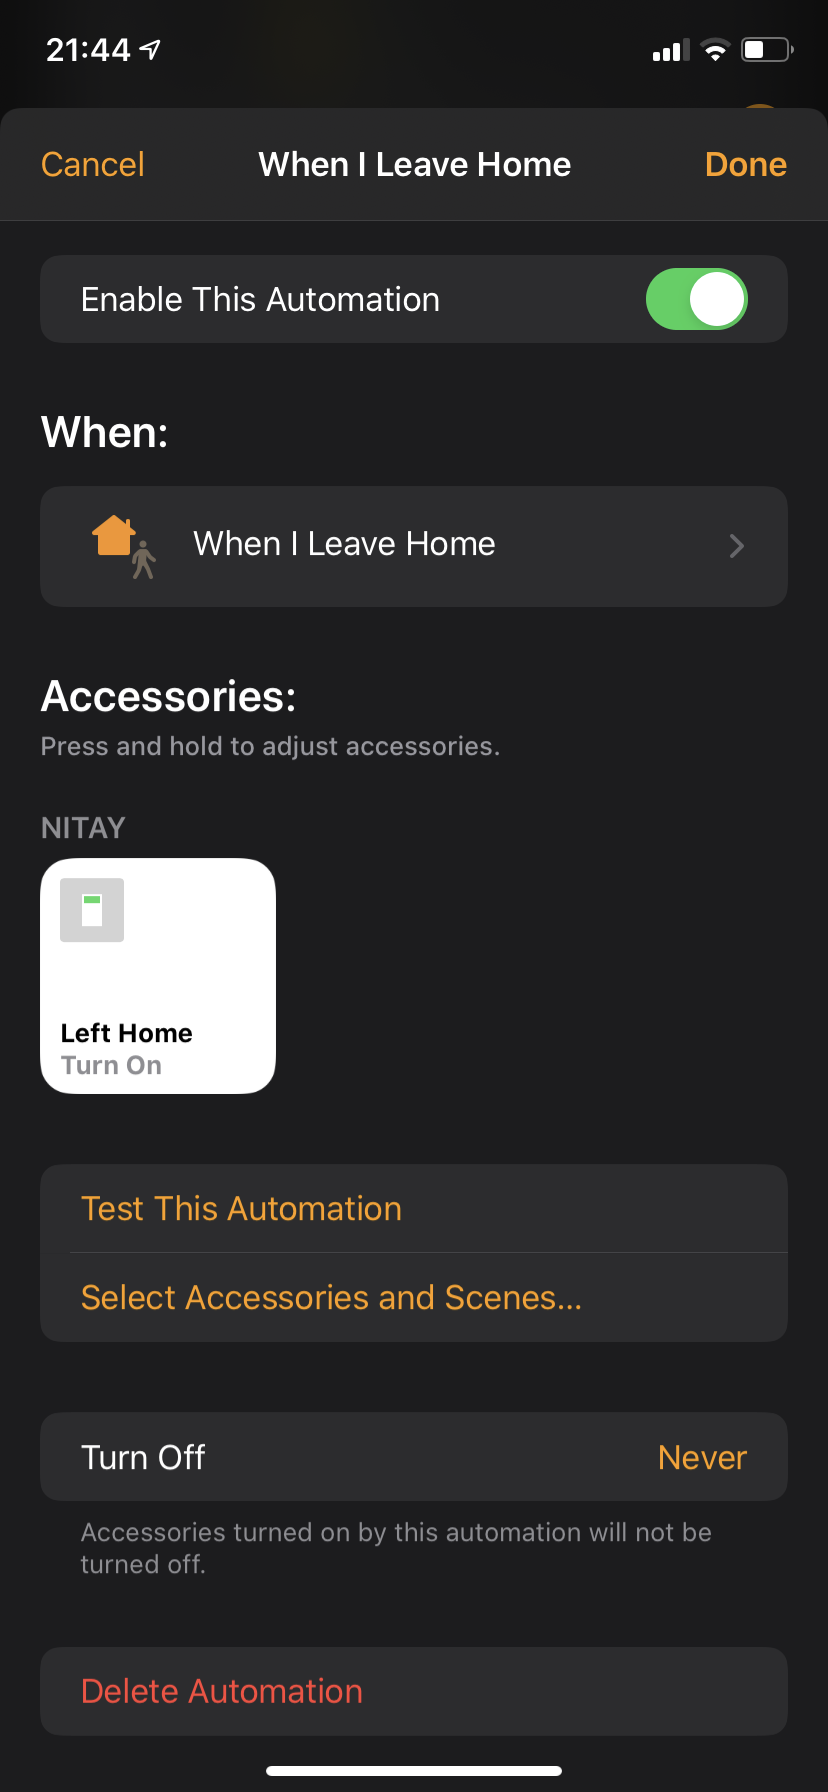 21:44
Cancel When I Leave Home Done
Enable This Automation
When:
When I Leave Home
Accessories:
Press and hold to adjust accessories.
NITAY
Left Home
Turn On
Test This Automation
Select Accessories and Scenes...
Turn Off Never
Accessories turned on by this automation will not be
turned off.
Delete Automation